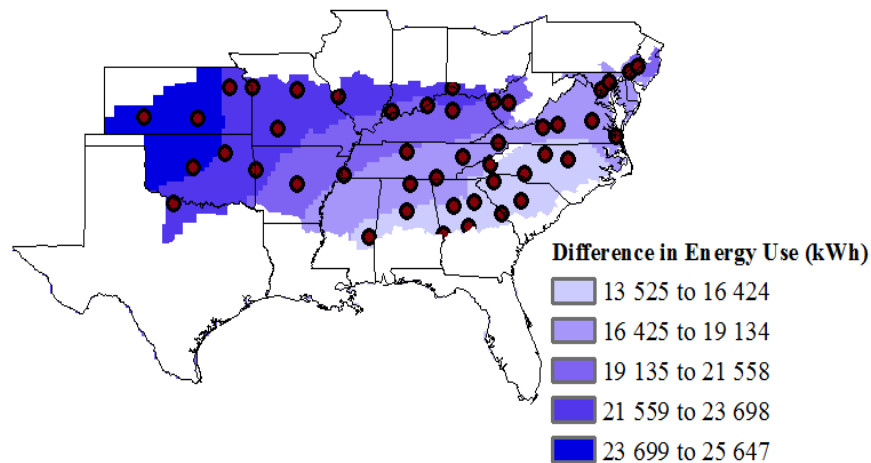 Difference in Energy Use (kWh)
13 525 to 16 424
16 425 to 19 134
19 135 to 21 558
21 559 to 23 698
23 699 to 25 647